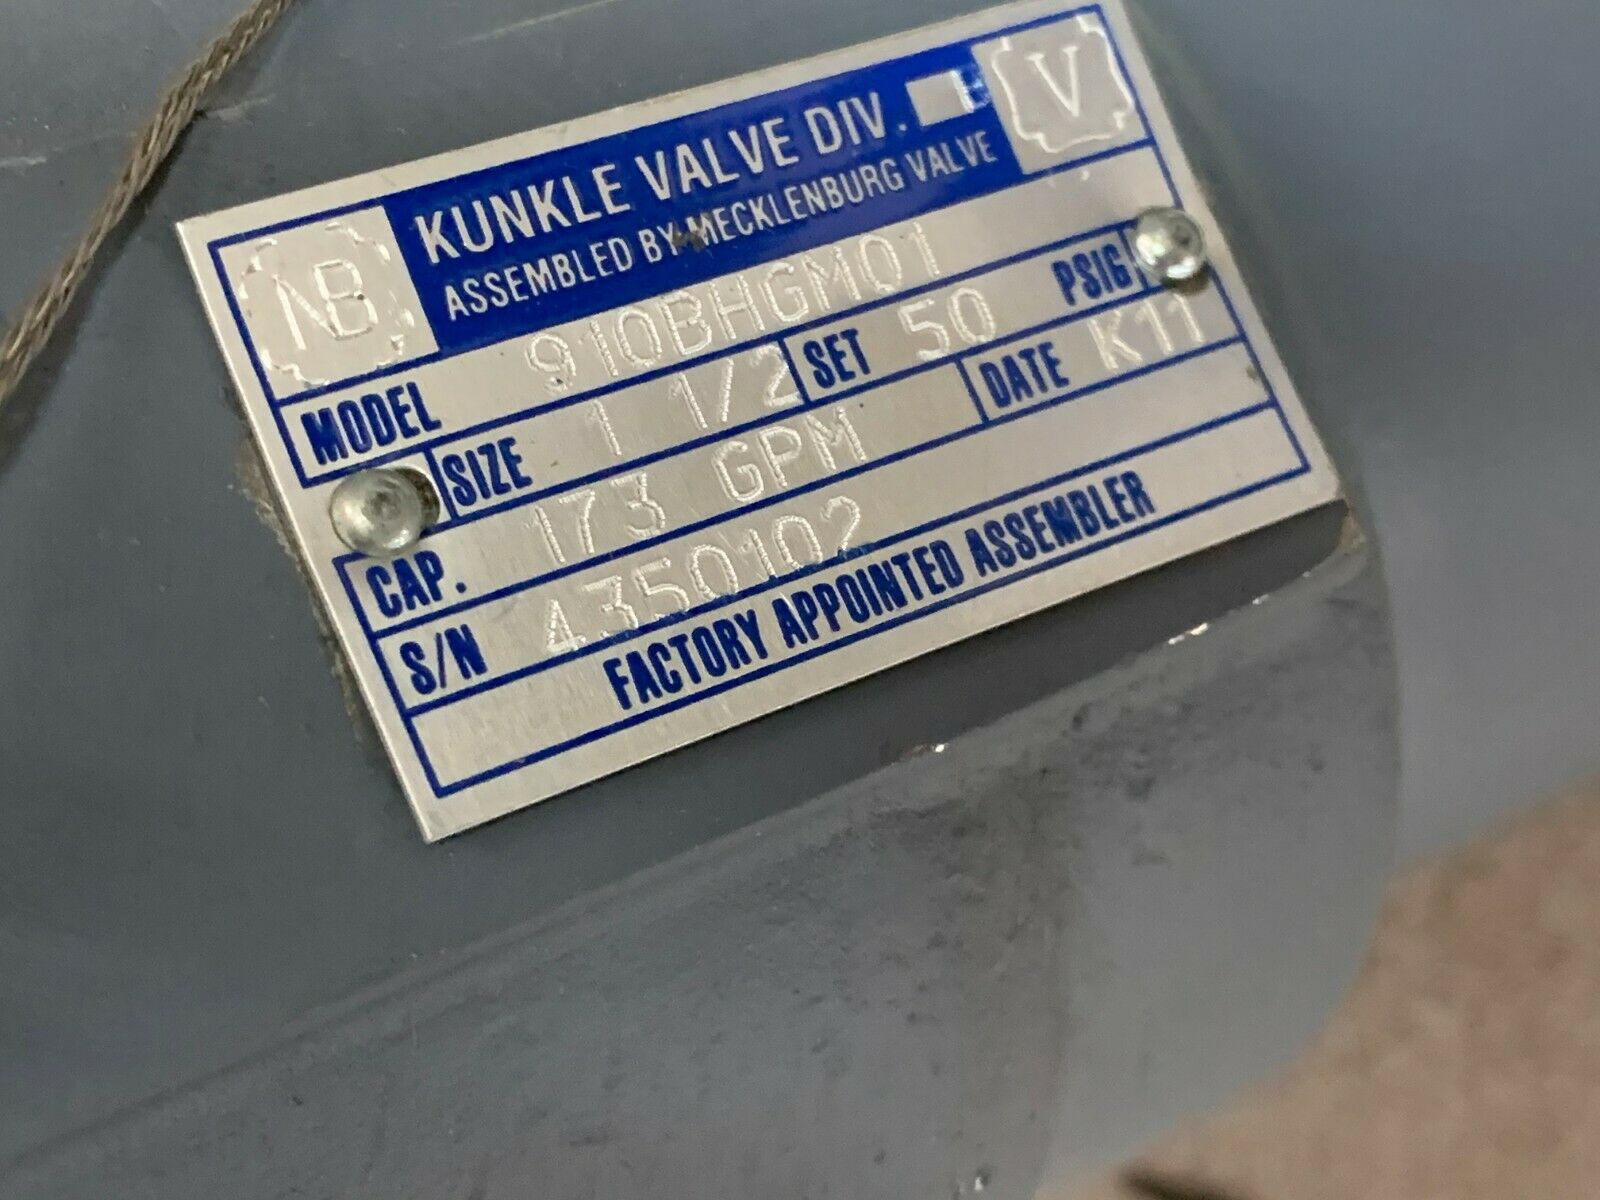 NB
KUNKLE VALVE DIV. B V
ASSEMBLED BY MECKLENBURG VALVE
MODEL 910BHGM01
SIZE 1 1/2 SET 50 PSIG
CAP. 173 GPM DATE K11
S/N 4350102
FACTORY APPOINTED ASSEMBLER